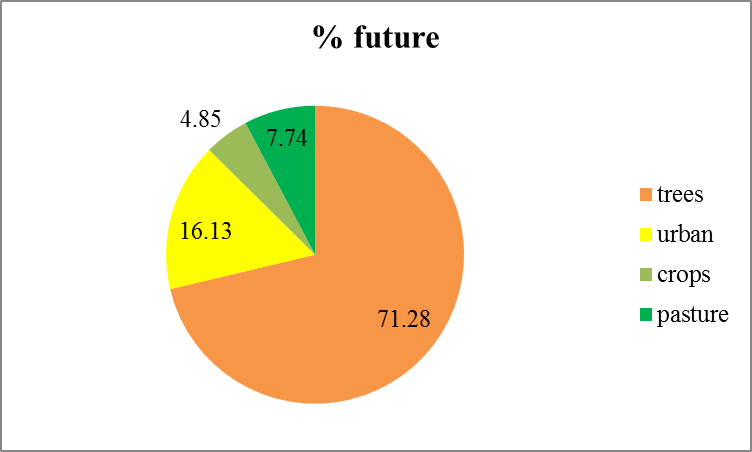 % future
4.85
7.74
16.13
71.28
trees
urban
crops
pasture